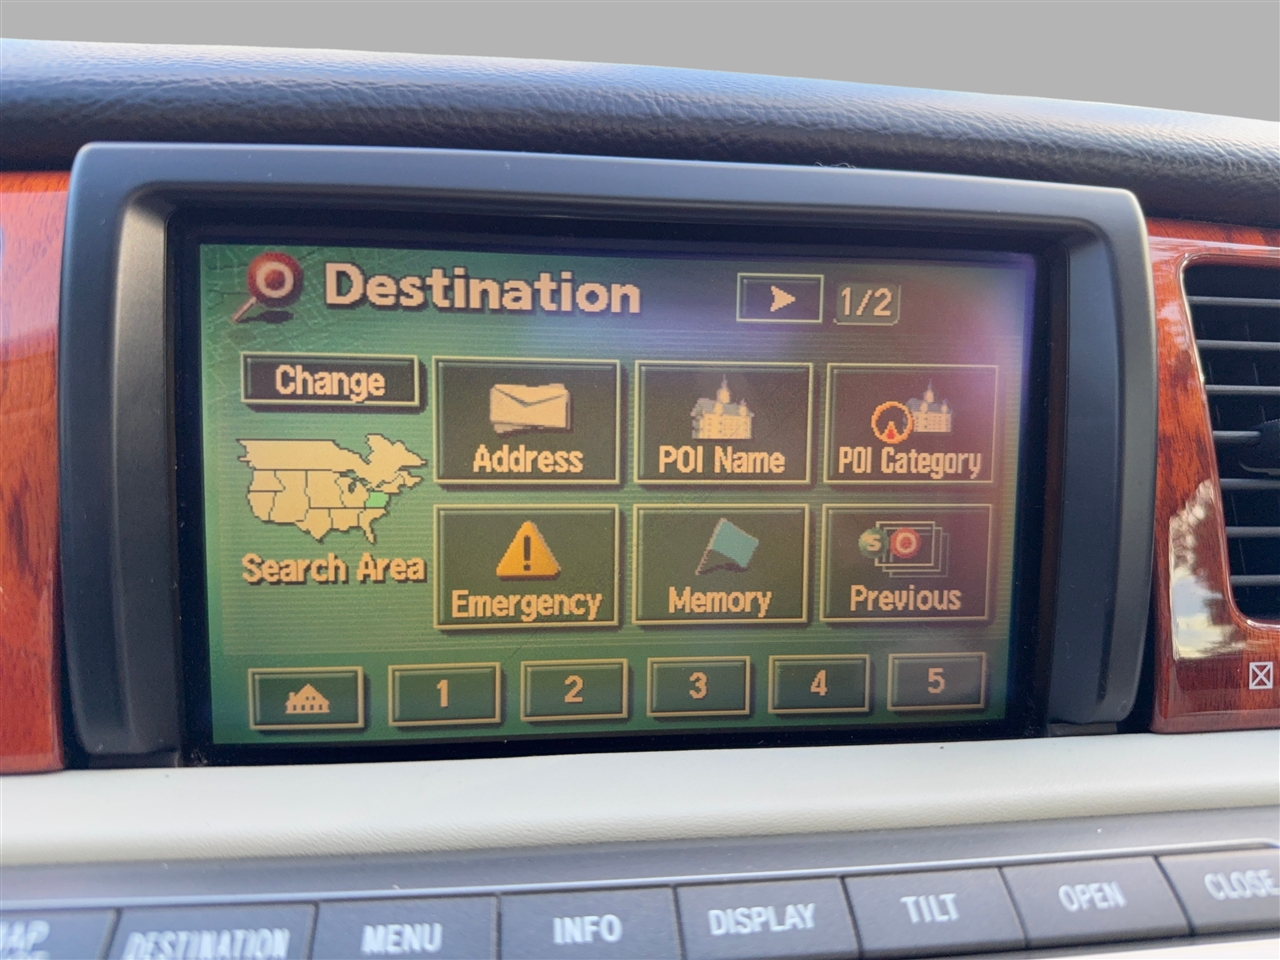 Destination
1/2
Change
Address
POI Name
POI Category
Search Area
Emergency
Memory
S
Previous
1
2
3
4
5
MAP
DESTINATION
MENU
INFO
DISPLAY
TILT
OPEN
CLOSE